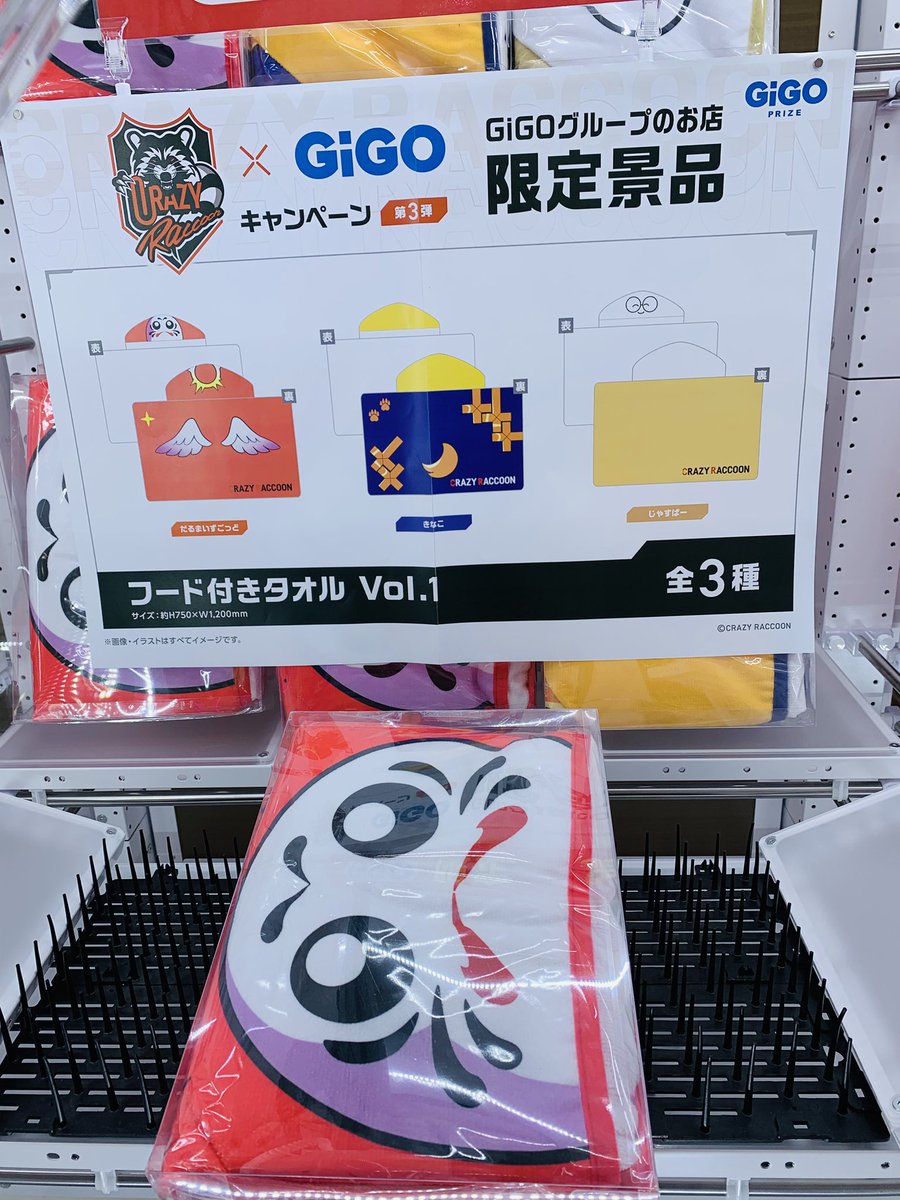 GiGO
PRIZE
CRAZY
Raccoon
×
GiGO
GiGOグループのお店
限定景品
キャンペーン 第3弾
表
裏
CRAZY RACCOON
だるまいずごっど
表
裏
CRAZY RACCOON
きなこ
表
裏
CRAZY RACCOON
じゃすぱー
フード付きタオル Vol.1
サイズ：約H750×W1,200mm
全3種
※画像・イラストはすべてイメージです。
©CRAZY RACCOON